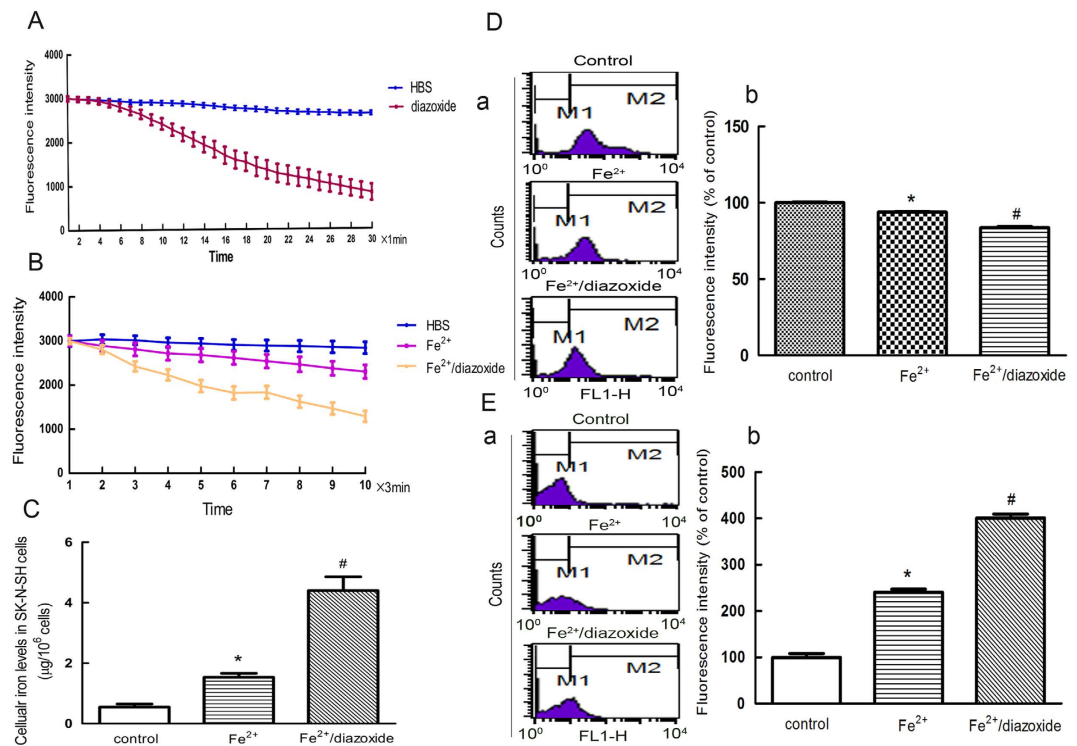 A
Fluorescence intensity
4000
3000
2000
1000
0
2 4 6 8 10 12 14 16 18 20 22 24 26 28 30 ×1min
Time
HBS
diazoxide
B
Fluorescence intensity
4000
3000
2000
1000
0
1 2 3 4 5 6 7 8 9 10 ×3min
Time
HBS
Fe²⁺
Fe²⁺/diazoxide
C
Cellualr iron levels in SK-N-SH cells
(μg/10⁶ cells)
6
4
2
0
*
#
control Fe²⁺ Fe²⁺/diazoxide
D
a
Counts
Control
M1 M2
10⁰ 10⁴
Fe²⁺
M1 M2
10⁰ 10⁴
Fe²⁺/diazoxide
M1 M2
10⁰ 10⁴
FL1-H
b
Fluorescence intensity (% of control)
150
100
50
0
*
#
control Fe²⁺ Fe²⁺/diazoxide
E
a
Counts
Control
M1 M2
10⁰ 10⁴
Fe²⁺
M1 M2
10⁰ 10⁴
Fe²⁺/diazoxide
M1 M2
10⁰ 10⁴
FL1-H
b
Fluorescence intensity (% of control)
500
400
300
200
100
0
*
#
control Fe²⁺ Fe²⁺/diazoxide